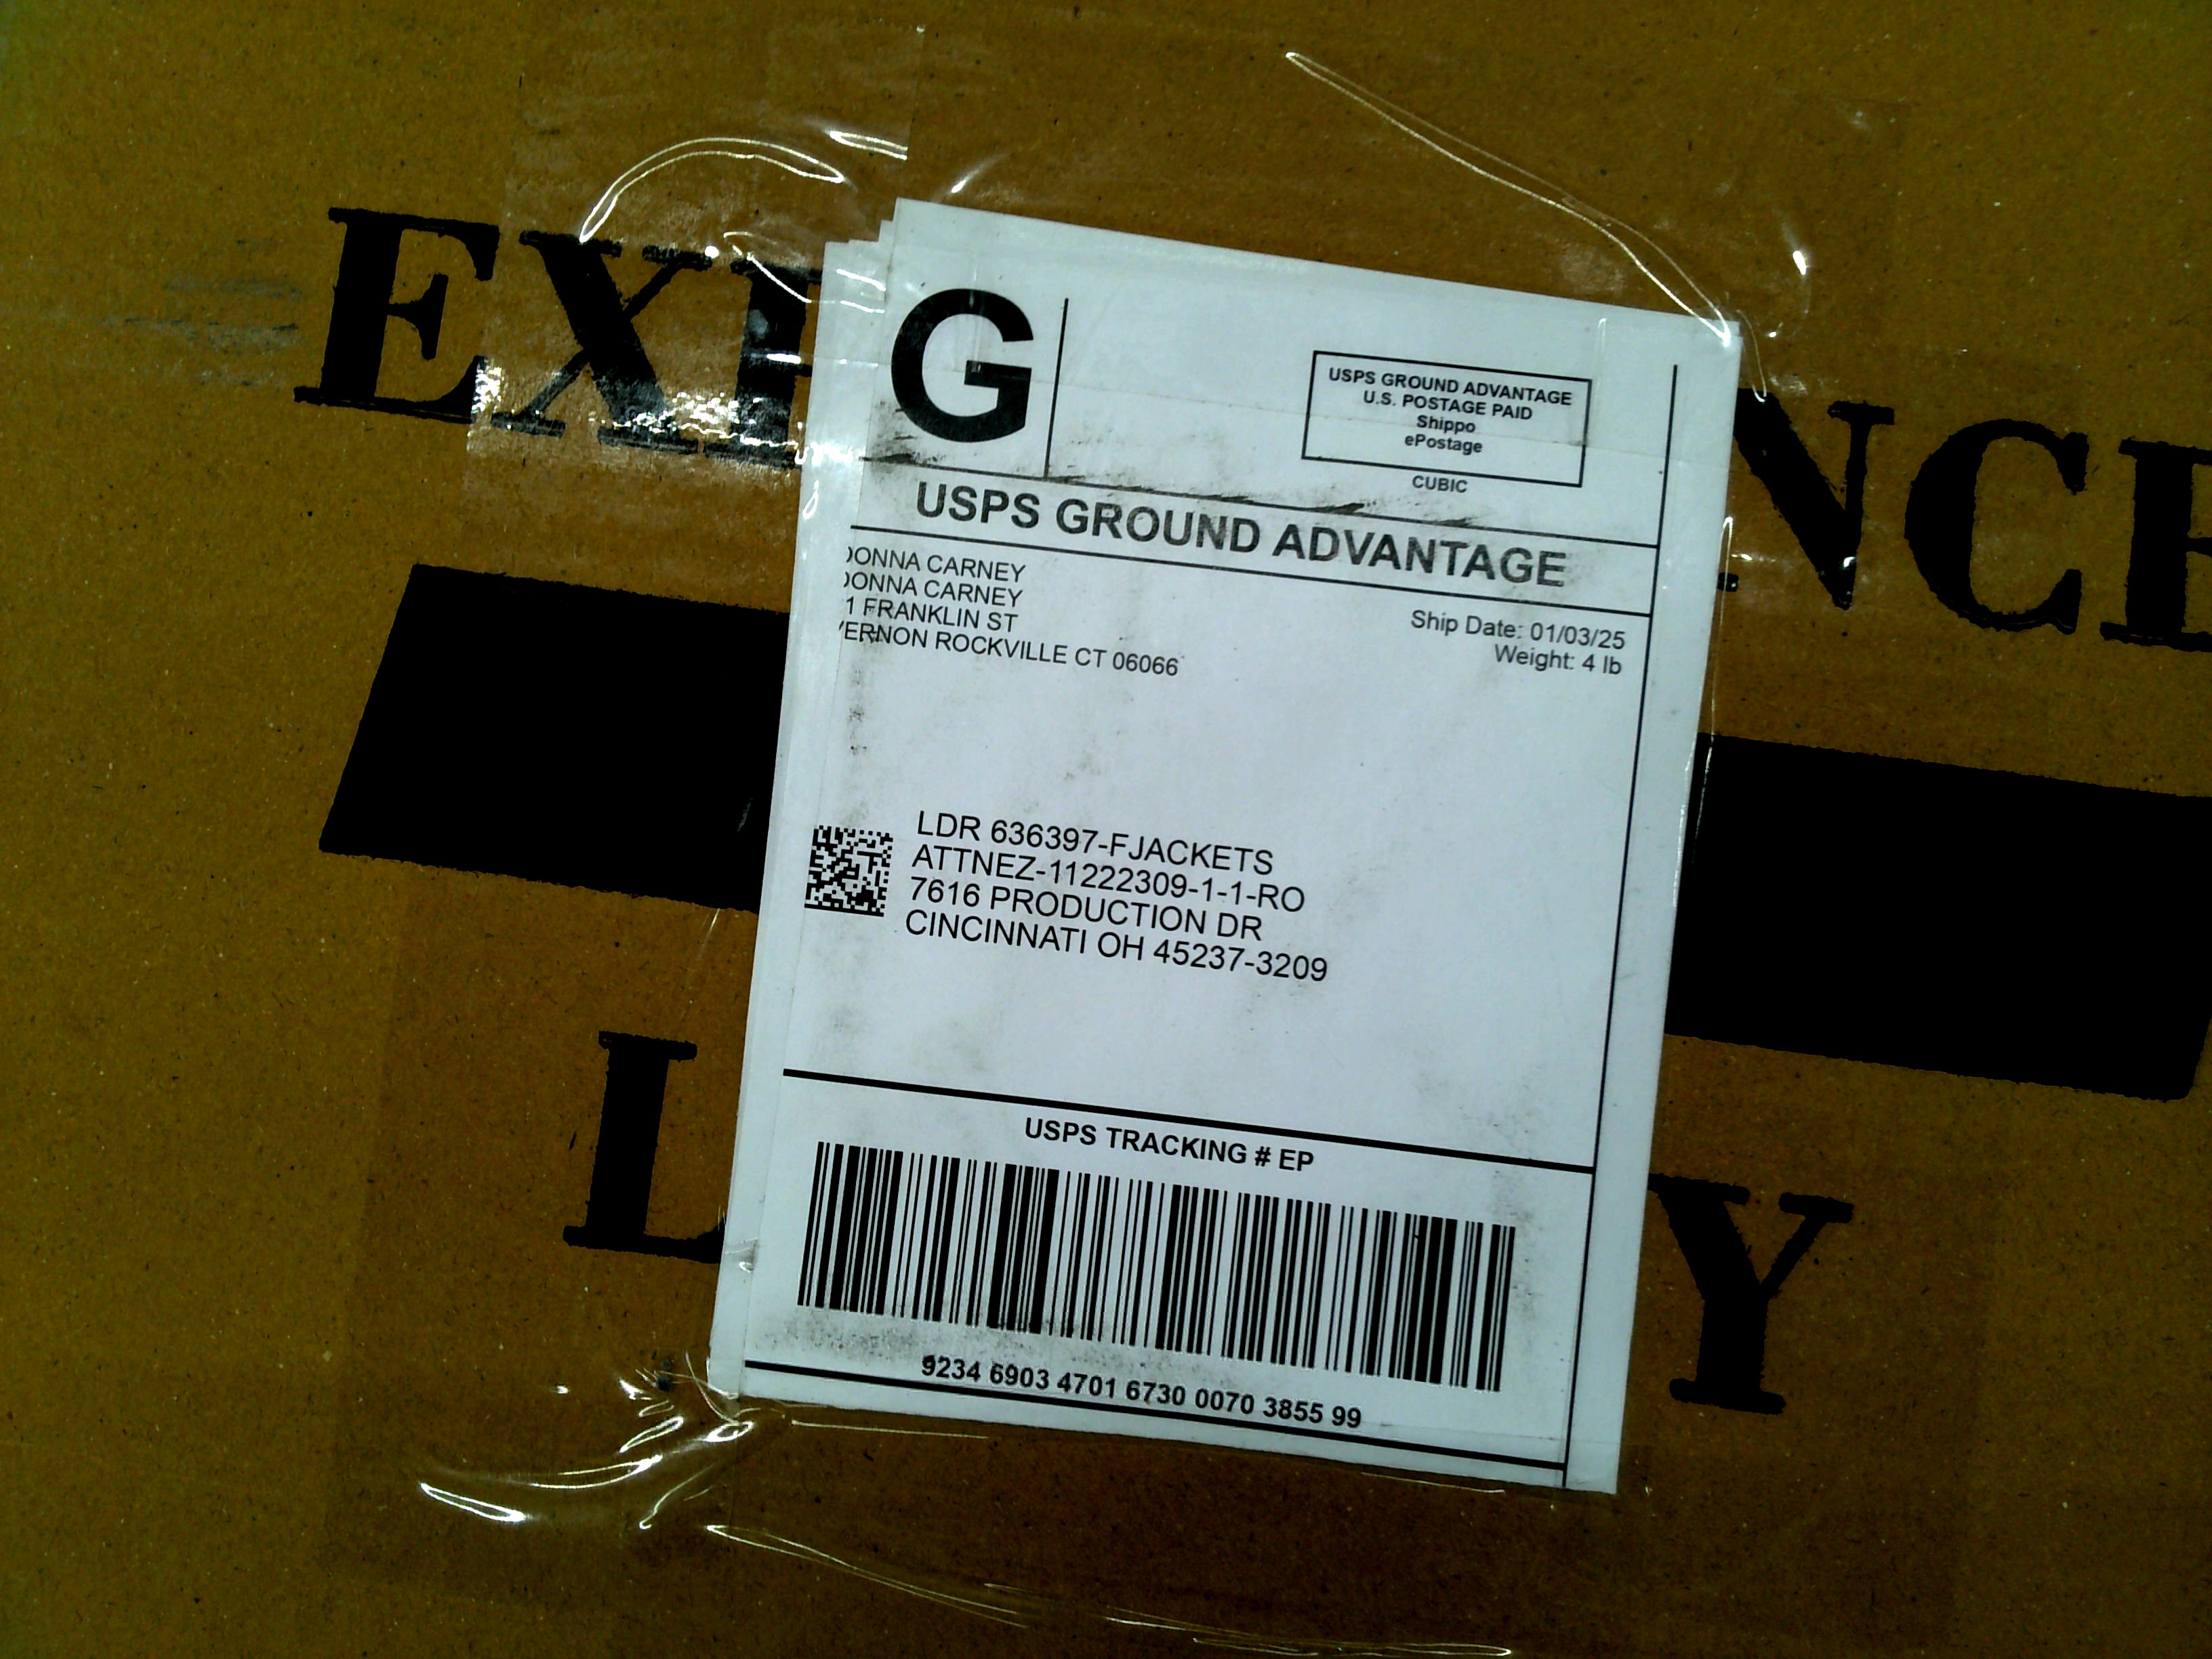 G
USPS GROUND ADVANTAGE
U.S. POSTAGE PAID
Shippo
ePostage
CUBIC
USPS GROUND ADVANTAGE
DONNA CARNEY
DONNA CARNEY
1 FRANKLIN ST
VERNON ROCKVILLE CT 06066
Ship Date: 01/03/25
Weight: 4 lb
LDR 636397-FJACKETS
ATTNEZ-11222309-1-1-RO
7616 PRODUCTION DR
CINCINNATI OH 45237-3209
USPS TRACKING # EP
9234 6903 4701 6730 0070 3855 99